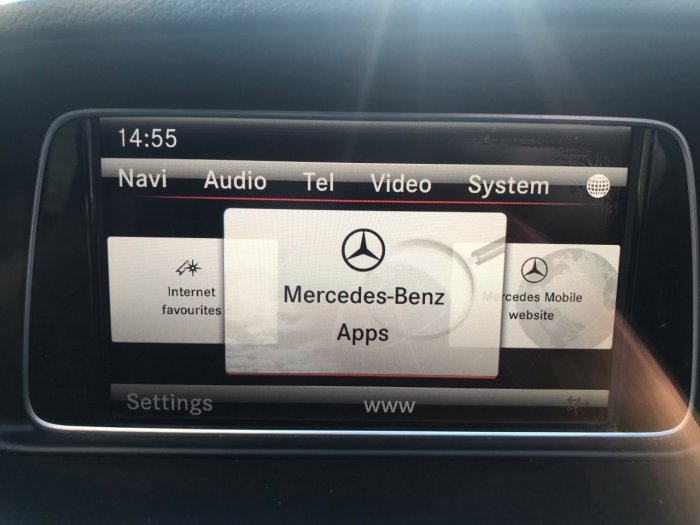 14:55
Navi Audio Tel Video System
Internet
favourites
Mercedes-Benz
Apps
Mercedes Mobile
website
Settings www